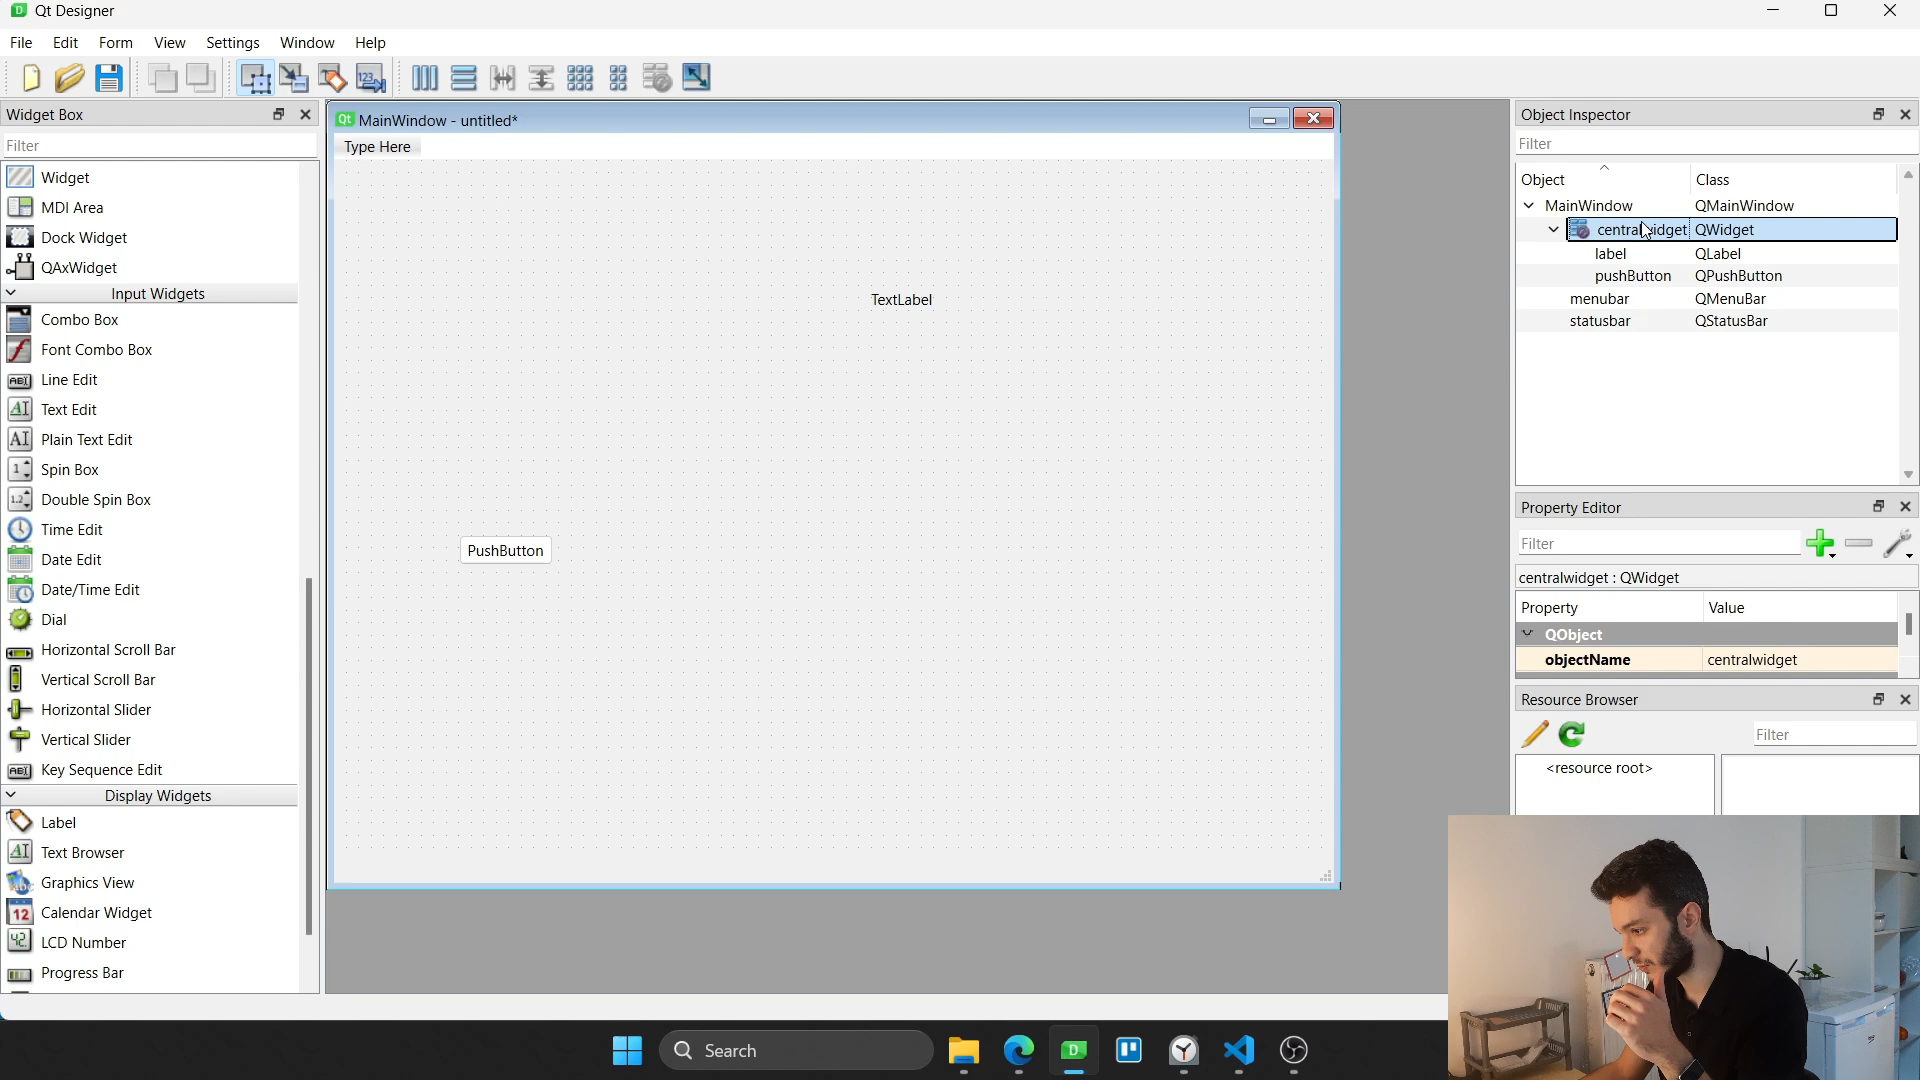 Qt Designer
File Edit Form View Settings Window Help
Widget Box
Filter
Widget
MDI Area
Dock Widget
QAxWidget
Input Widgets
Combo Box
Font Combo Box
Line Edit
Text Edit
Plain Text Edit
Spin Box
Double Spin Box
Time Edit
Date Edit
Date/Time Edit
Dial
Horizontal Scroll Bar
Vertical Scroll Bar
Horizontal Slider
Vertical Slider
Key Sequence Edit
Display Widgets
Label
Text Browser
Graphics View
Calendar Widget
LCD Number
Progress Bar
MainWindow - untitled*
Type Here
TextLabel
PushButton
Object Inspector
Filter
Object Class
MainWindow QMainWindow
centralwidget QWidget
label QLabel
pushButton QPushButton
menubar QMenuBar
statusbar QStatusBar
Property Editor
Filter
centralwidget : QWidget
Property Value
QObject
objectName centralwidget
Resource Browser
Filter
<resource root>
Search